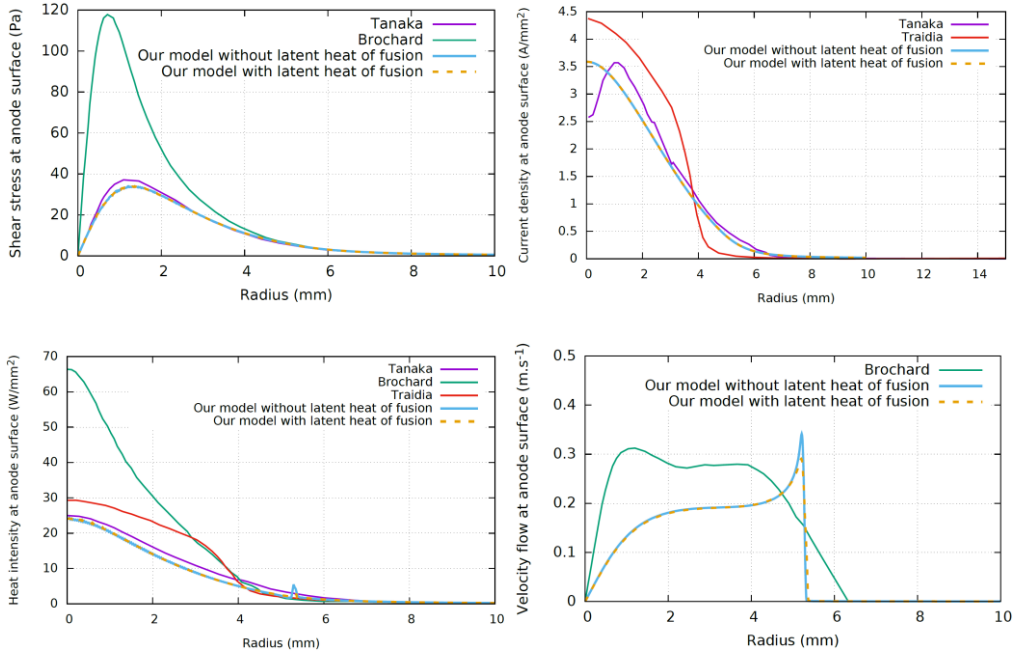 Shear stress at anode surface (Pa)
120
100
80
60
40
20
0
Tanaka
Brochard
Our model without latent heat of fusion
Our model with latent heat of fusion
0 2 4 6 8 10
Radius (mm)
Current density at anode surface (A/mm²)
4.5
4
3.5
3
2.5
2
1.5
1
0.5
0
Tanaka
Traidia
Our model without latent heat of fusion
Our model with latent heat of fusion
0 2 4 6 8 10 12 14
Radius (mm)
Heat intensity at anode surface (W/mm²)
70
60
50
40
30
20
10
0
Tanaka
Brochard
Traidia
Our model without latent heat of fusion
Our model with latent heat of fusion
0 2 4 6 8 10
Radius (mm)
Velocity flow at anode surface (m.s⁻¹)
0.5
0.4
0.3
0.2
0.1
0
Brochard
Our model without latent heat of fusion
Our model with latent heat of fusion
0 2 4 6 8 10
Radius (mm)